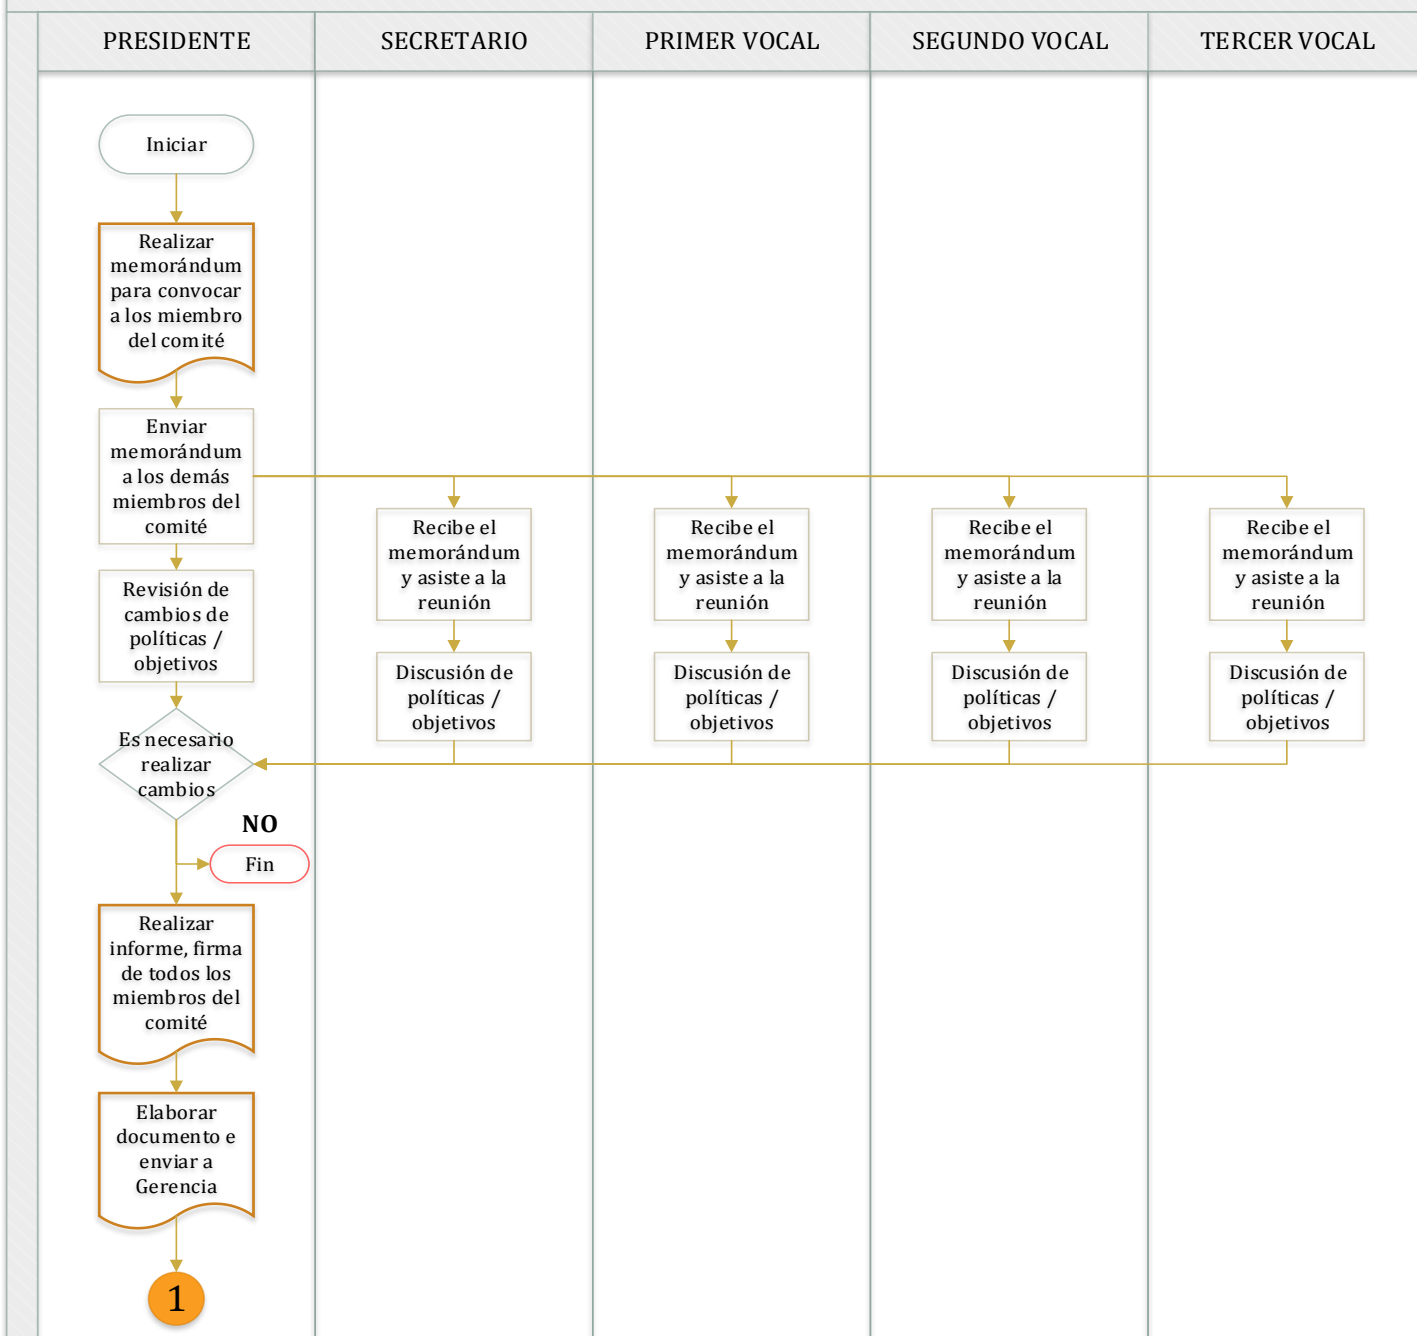 PRESIDENTE
SECRETARIO
PRIMER VOCAL
SEGUNDO VOCAL
TERCER VOCAL
Iniciar
Realizar
memorándum
para convocar
a los miembro
del comité
Enviar
memorándum
a los demás
miembros del
comité
Revisión de
cambios de
políticas /
objetivos
Recibe el
memorándum
y asiste a la
reunión
Recibe el
memorándum
y asiste a la
reunión
Recibe el
memorándum
y asiste a la
reunión
Recibe el
memorándum
y asiste a la
reunión
Discusión de
políticas /
objetivos
Discusión de
políticas /
objetivos
Discusión de
políticas /
objetivos
Discusión de
políticas /
objetivos
Es necesario
realizar
cambios
NO
Fin
Realizar
informe, firma
de todos los
miembros del
comité
Elaborar
documento e
enviar a
Gerencia
1